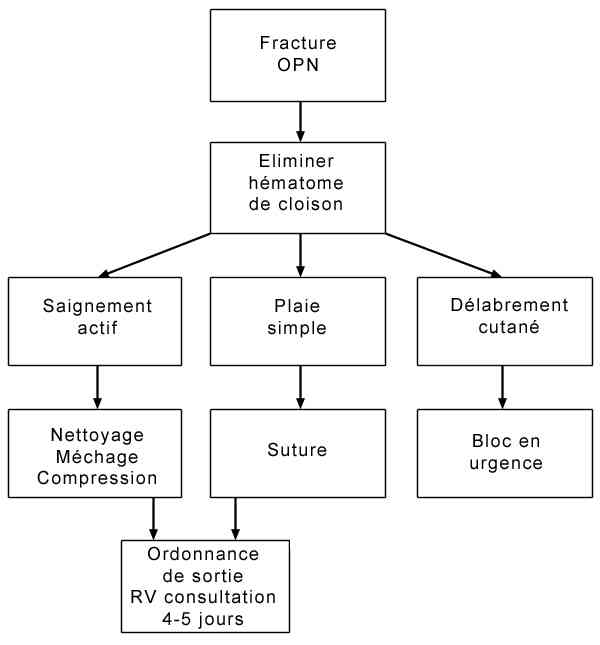 Fracture
OPN
Eliminer
hématome
de cloison
Saignement
actif
Plaie
simple
Délabrement
cutané
Nettoyage
Méchage
Compression
Suture
Bloc en
urgence
Ordonnance
de sortie
RV consultation
4-5 jours